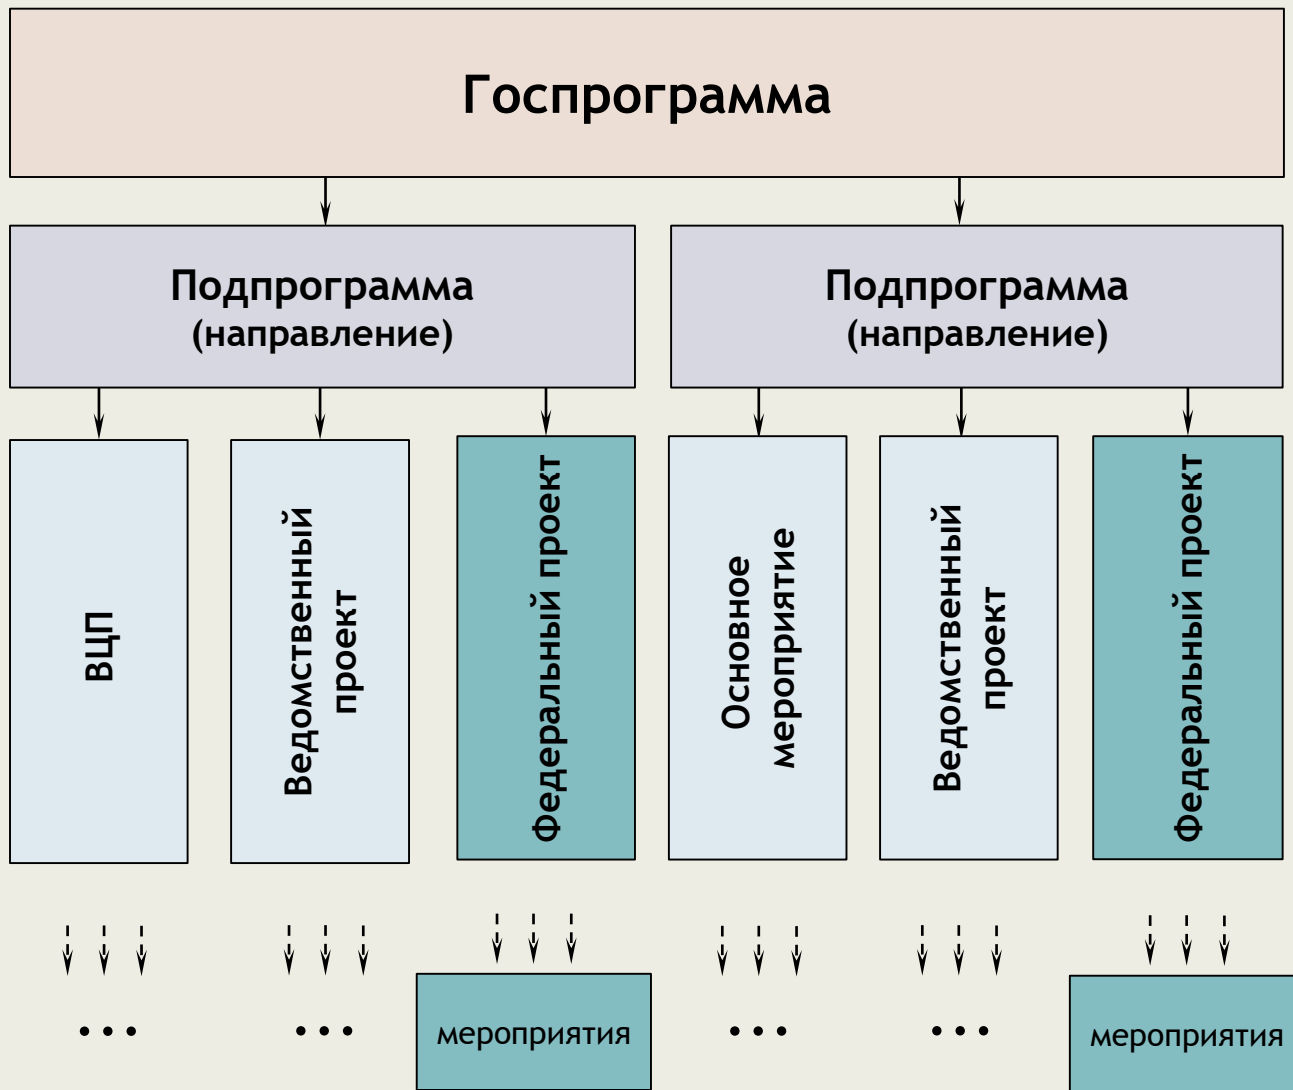 Госпрограмма
Подпрограмма
(направление)
Подпрограмма
(направление)
ВЦП
Ведомственный
проект
Федеральный проект
Основное
мероприятие
Ведомственный
проект
Федеральный проект
...
...
мероприятия
...
...
мероприятия